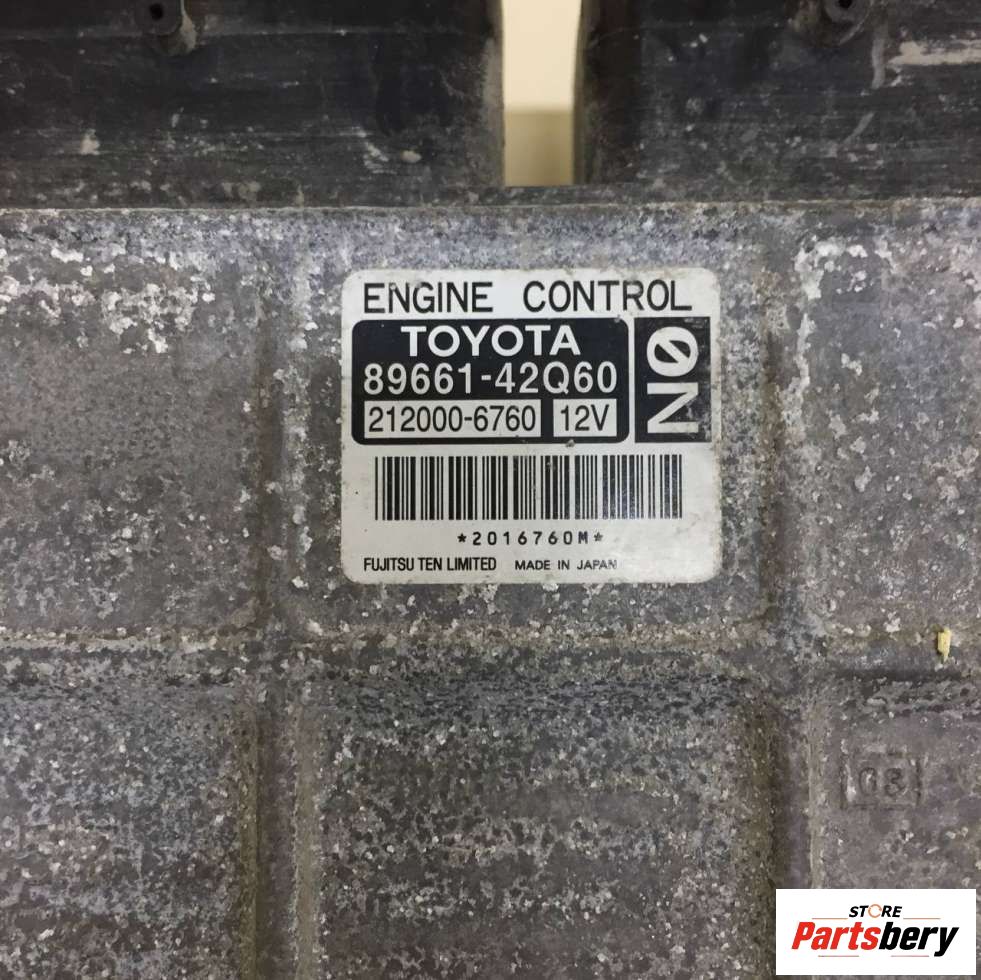 ENGINE CONTROL
TOYOTA
89661-42Q60
212000-6760 12V
N0
*2016760M*
FUJITSU TEN LIMITED MADE IN JAPAN
08
STORE
Partsbery